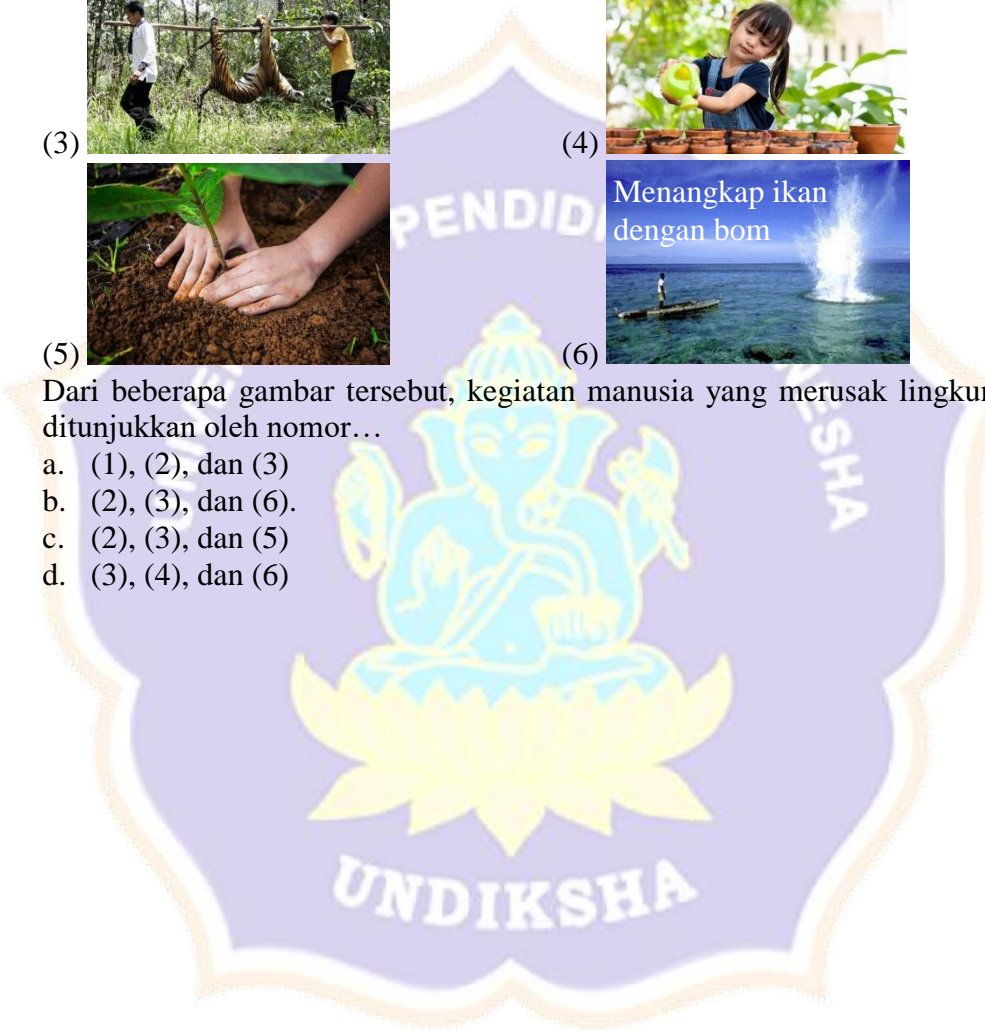 (3)
(4)
(5)
Menangkap ikan
dengan bom
(6)
Dari beberapa gambar tersebut, kegiatan manusia yang merusak lingkun
ditunjukkan oleh nomor…
a. (1), (2), dan (3)
b. (2), (3), dan (6).
c. (2), (3), dan (5)
d. (3), (4), dan (6)
PENDIDI
UNIVE
NESHA
UNDIKSHA